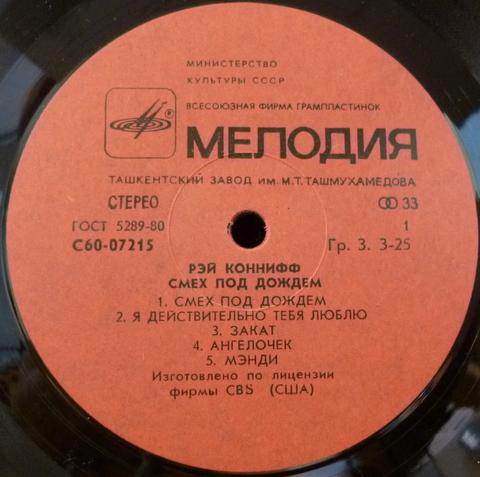 МИНИСТЕРСТВО
КУЛЬТУРЫ СССР
ВСЕСОЮЗНАЯ ФИРМА ГРАМПЛАСТИНОК
МЕЛОДИЯ
ТАШКЕНТСКИЙ ЗАВОД ИМ. М.Т. ТАШМУХАМЕДОВА
СТЕРЕО 33
ГОСТ 5289-80 1
С60-07215 Гр. 3. 3-25
РЭЙ КОННИФФ
СМЕХ ПОД ДОЖДЕМ
1. СМЕХ ПОД ДОЖДЕМ
2. Я ДЕЙСТВИТЕЛЬНО ТЕБЯ ЛЮБЛЮ
3. ЗАКАТ
4. АНГЕЛОЧЕК
5. МЭНДИ
Изготовлено по лицензии
фирмы CBS (США)